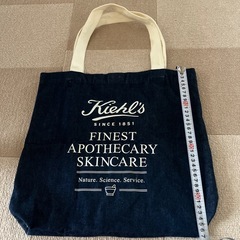 Kiehl's
SINCE 1851
FINEST
APOTHECARY
SKINCARE
Nature. Science. Service.